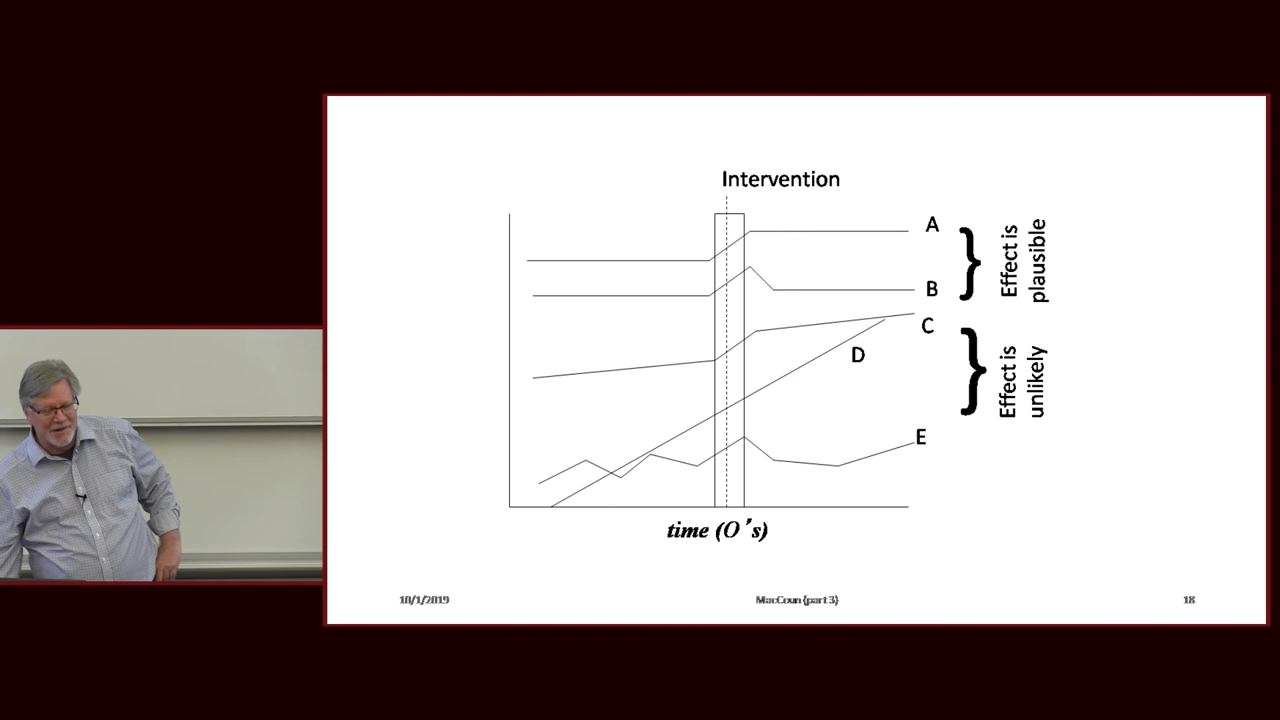 Intervention
A
B
C
D
E
}
Effect is
plausible
}
Effect is
unlikely
time (O's)
10/1/2019
MacCoun (part 3)
18